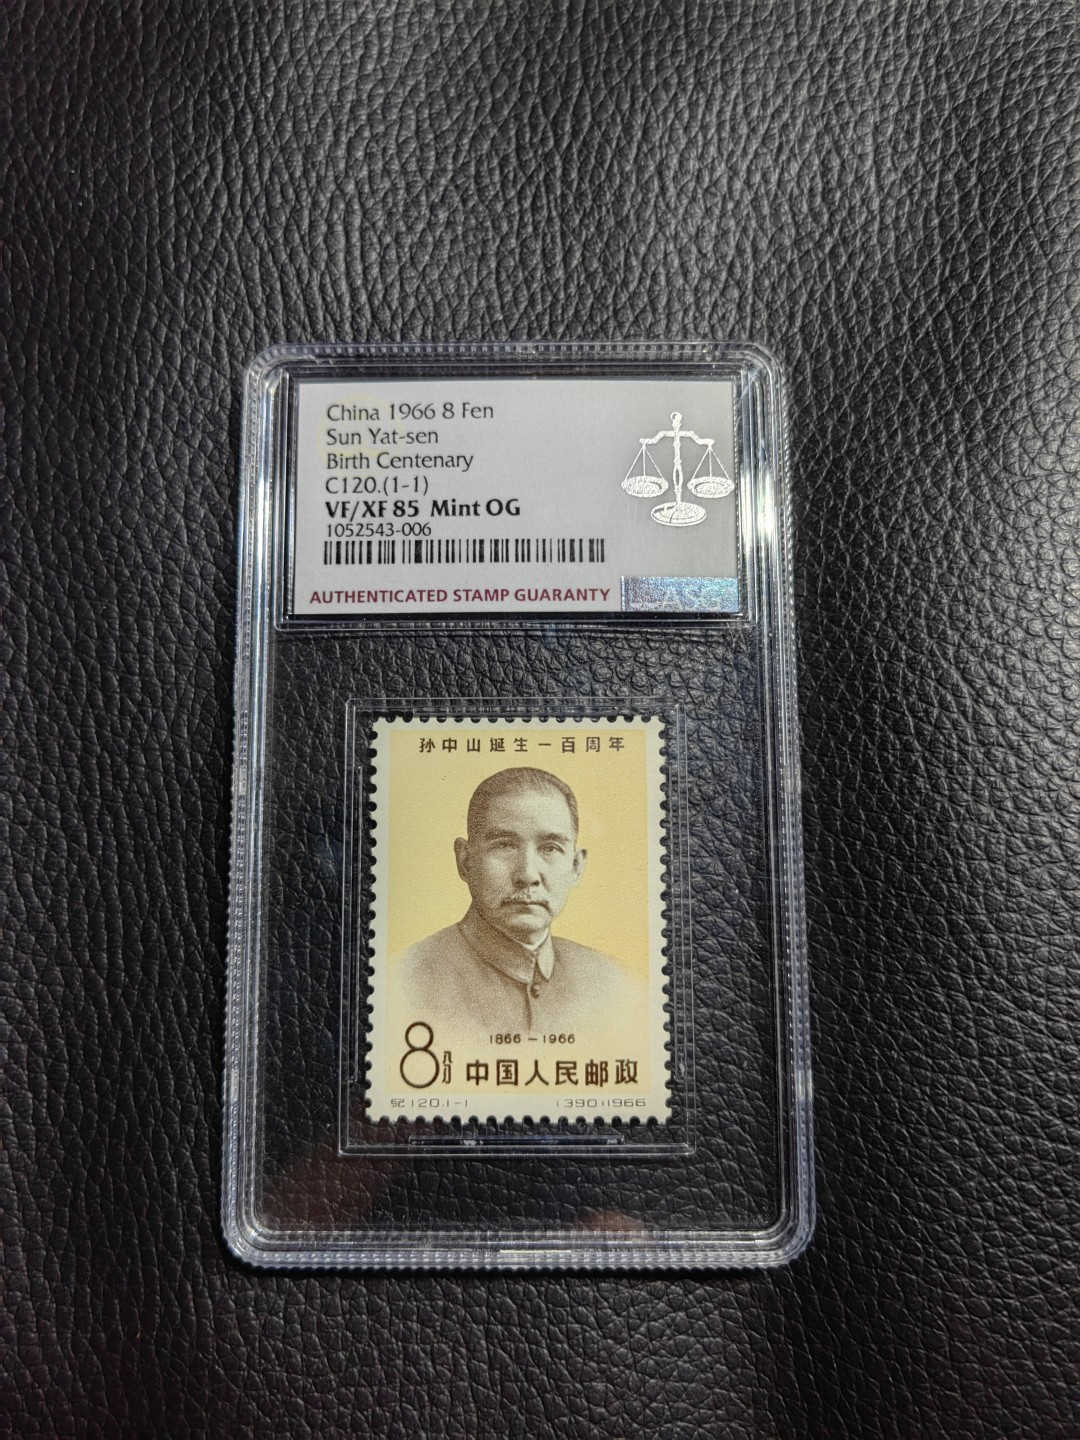 China 1966 8 Fen
Sun Yat-sen
Birth Centenary
C120.(1-1)
VF/XF 85 Mint OG
1052543-006
AUTHENTICATED STAMP GUARANTY
孙中山诞生一百周年
1866-1966
8分 中国人民邮政
纪120.1-1 (390)1966